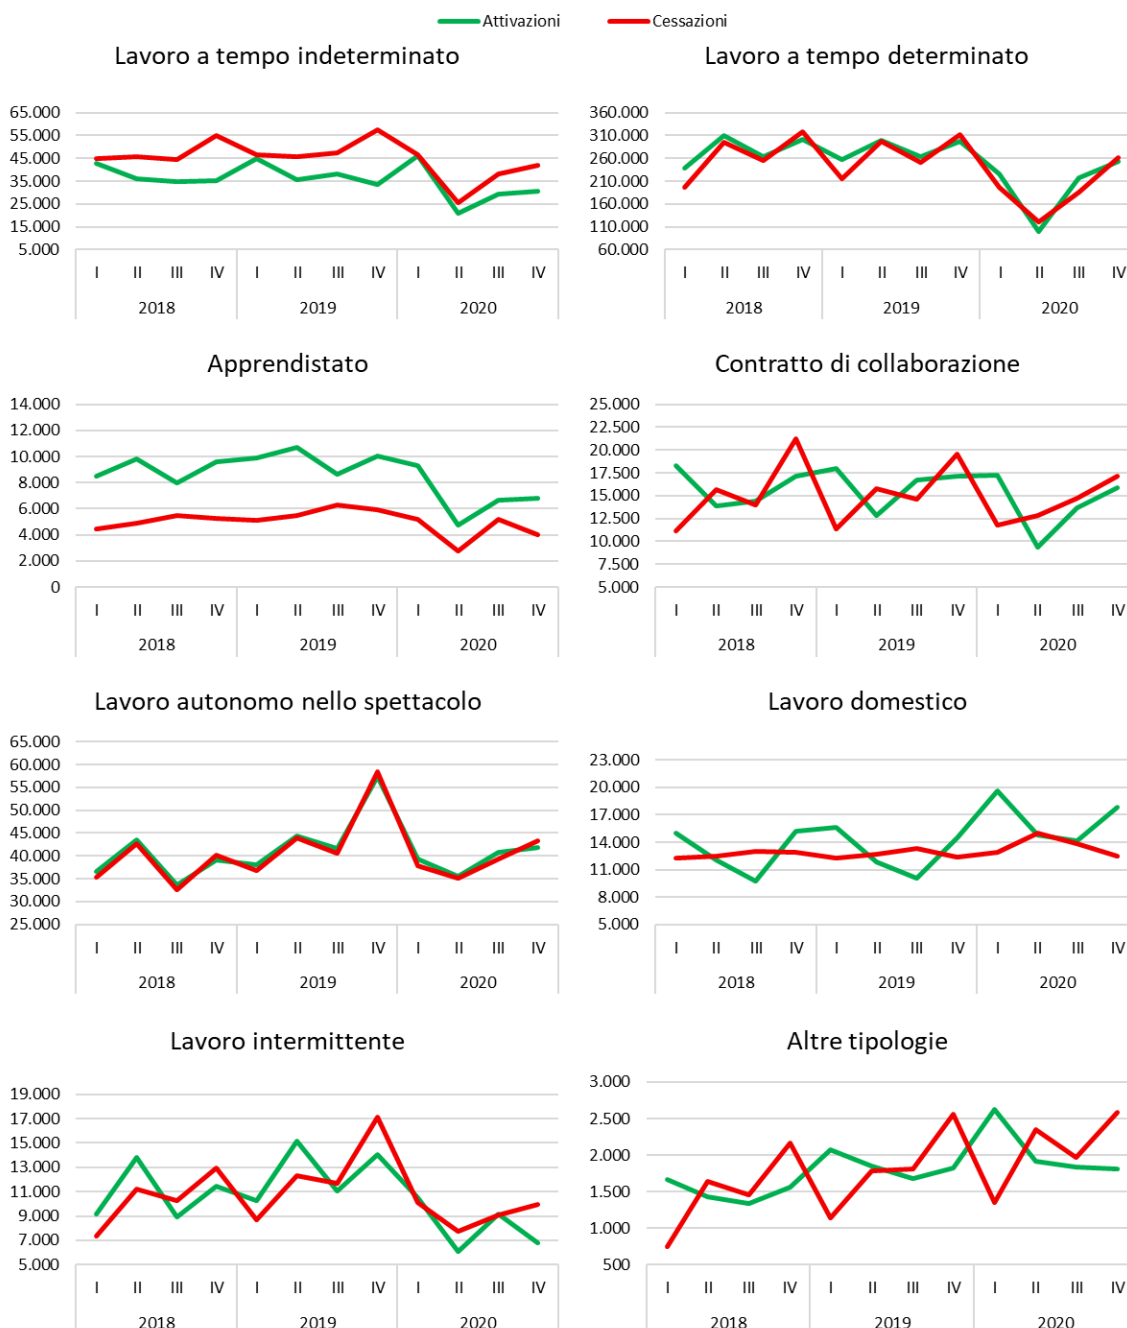 Attivazioni Cessazioni
Lavoro a tempo indeterminato
65.000
55.000
45.000
35.000
25.000
15.000
5.000
I II III IV I II III IV I II III IV
2018 2019 2020
Lavoro a tempo determinato
360.000
310.000
260.000
210.000
160.000
110.000
60.000
I II III IV I II III IV I II III IV
2018 2019 2020
Apprendistato
14.000
12.000
10.000
8.000
6.000
4.000
2.000
0
I II III IV I II III IV I II III IV
2018 2019 2020
Contratto di collaborazione
25.000
22.500
20.000
17.500
15.000
12.500
10.000
7.500
5.000
I II III IV I II III IV I II III IV
2018 2019 2020
Lavoro autonomo nello spettacolo
65.000
60.000
55.000
50.000
45.000
40.000
35.000
30.000
25.000
I II III IV I II III IV I II III IV
2018 2019 2020
Lavoro domestico
23.000
20.000
17.000
14.000
11.000
8.000
5.000
I II III IV I II III IV I II III IV
2018 2019 2020
Lavoro intermittente
19.000
17.000
15.000
13.000
11.000
9.000
7.000
5.000
I II III IV I II III IV I II III IV
2018 2019 2020
Altre tipologie
3.000
2.500
2.000
1.500
1.000
500
I II III IV I II III IV I II III IV
2018 2019 2020